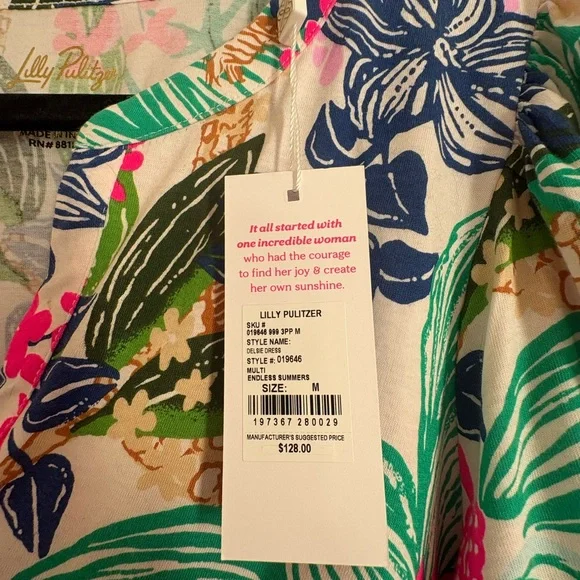 Lilly Pulitzer
MADE IN
RN# 881
It all started with
one incredible woman
who had the courage
to find her joy & create
her own sunshine.
LILLY PULITZER
SKU #
019646 999 3PP M
STYLE NAME:
DELSIE DRESS
STYLE #: 019646
MULTI
ENDLESS SUMMERS
SIZE: M
197367 280029
MANUFACTURER'S SUGGESTED PRICE
$128.00